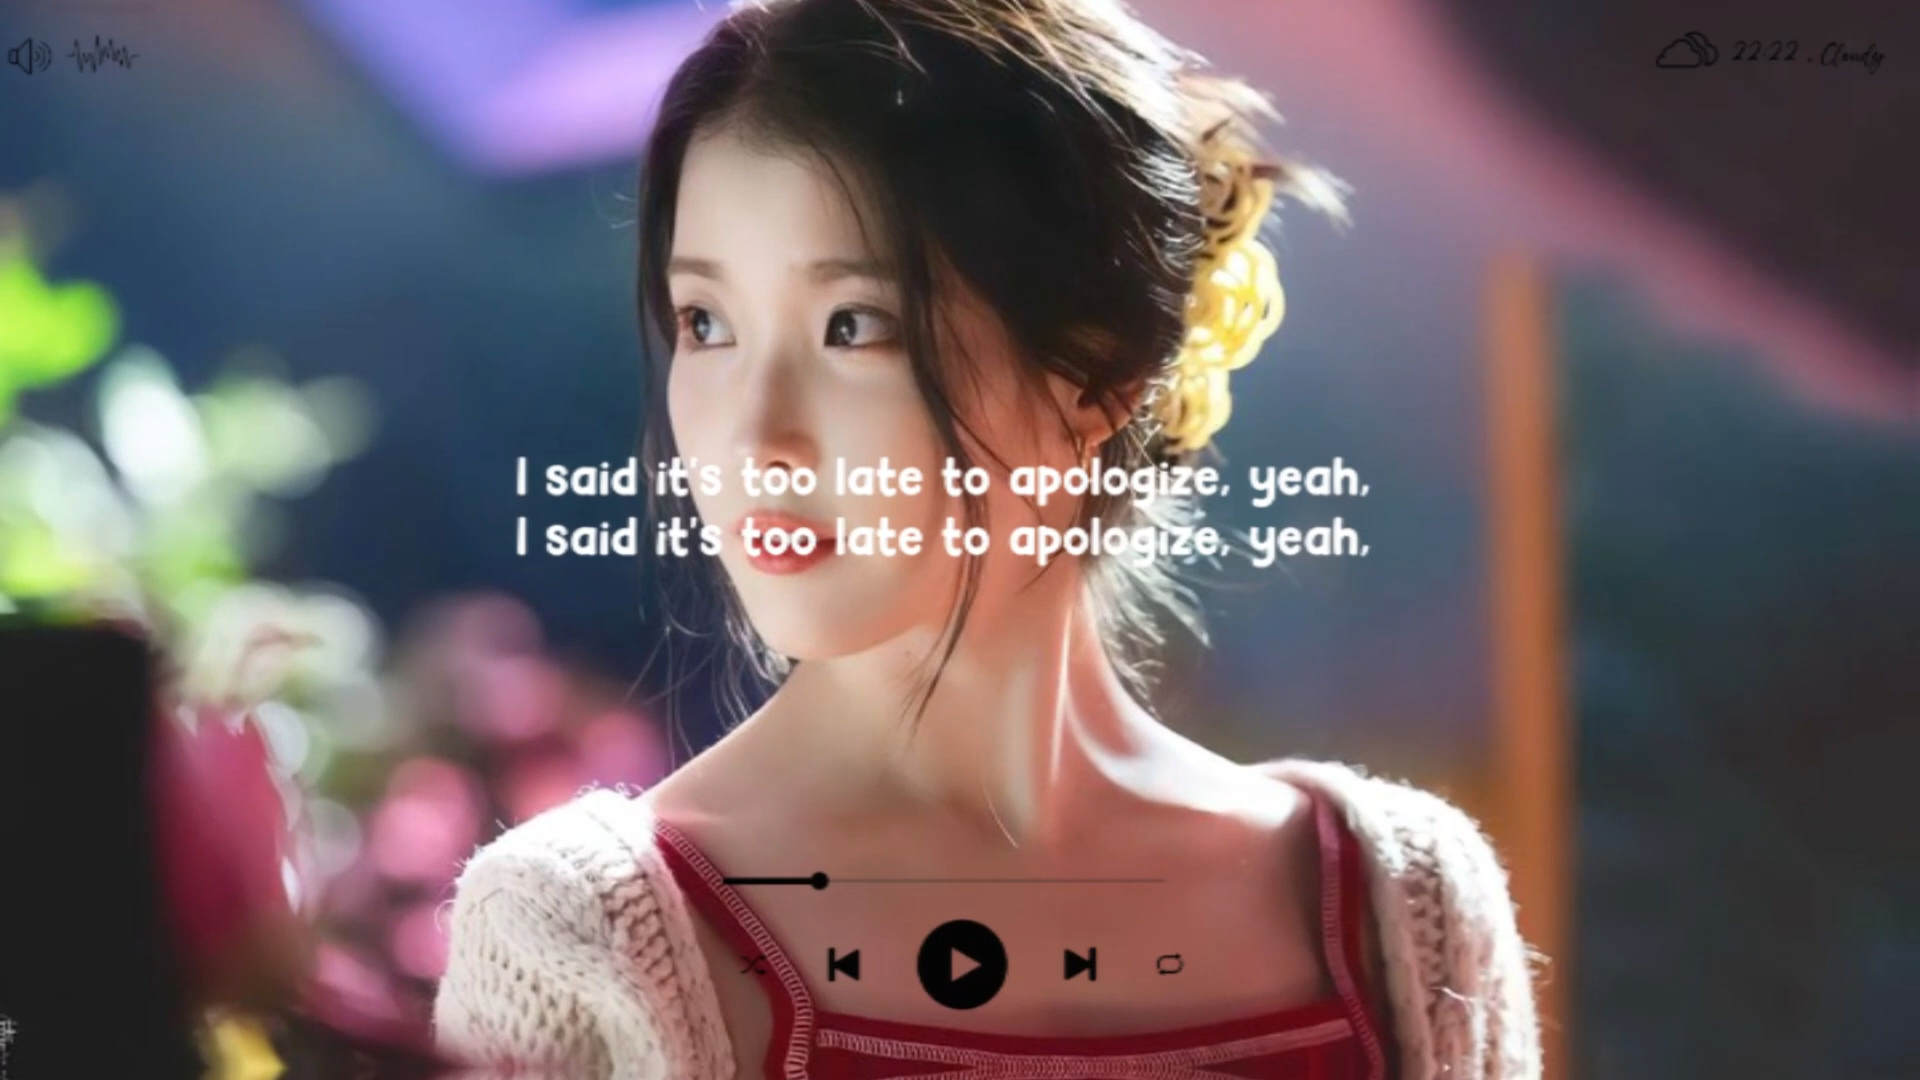 22:22 . Cloudy
I said it's too late to apologize, yeah,
I said it's too late to apologize, yeah,